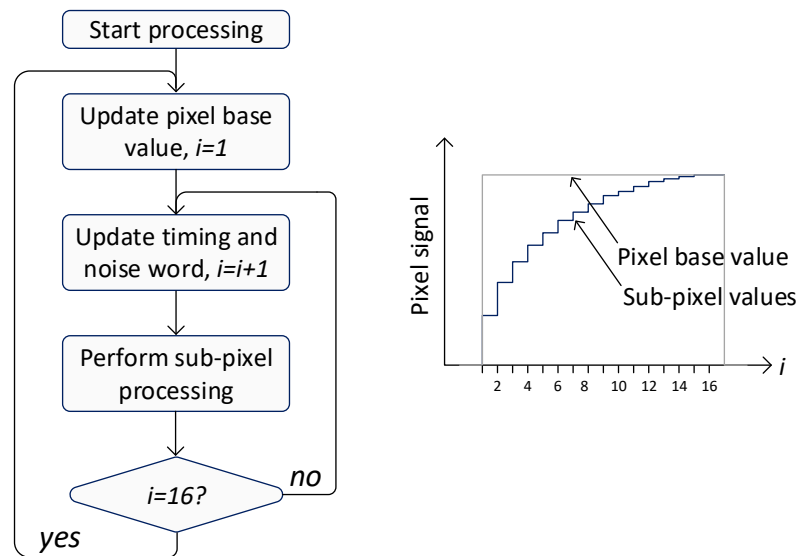 Start processing
Update pixel base
value, i=1
Update timing and
noise word, i=i+1
Perform sub-pixel
processing
i=16?
no
yes
Pixel signal
Pixel base value
Sub-pixel values
i
2 4 6 8 10 12 14 16